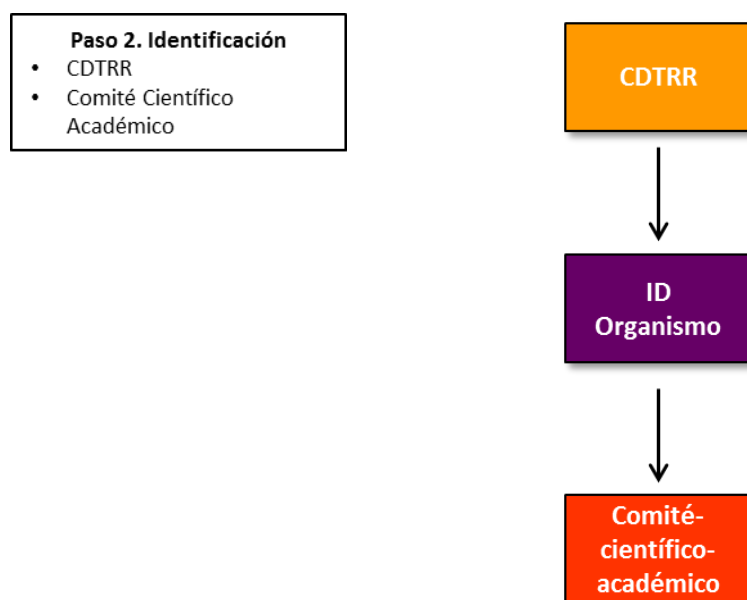 Paso 2. Identificación
• CDTRR
• Comité Científico
Académico
CDTRR
ID
Organismo
Comité-
científico-
académico